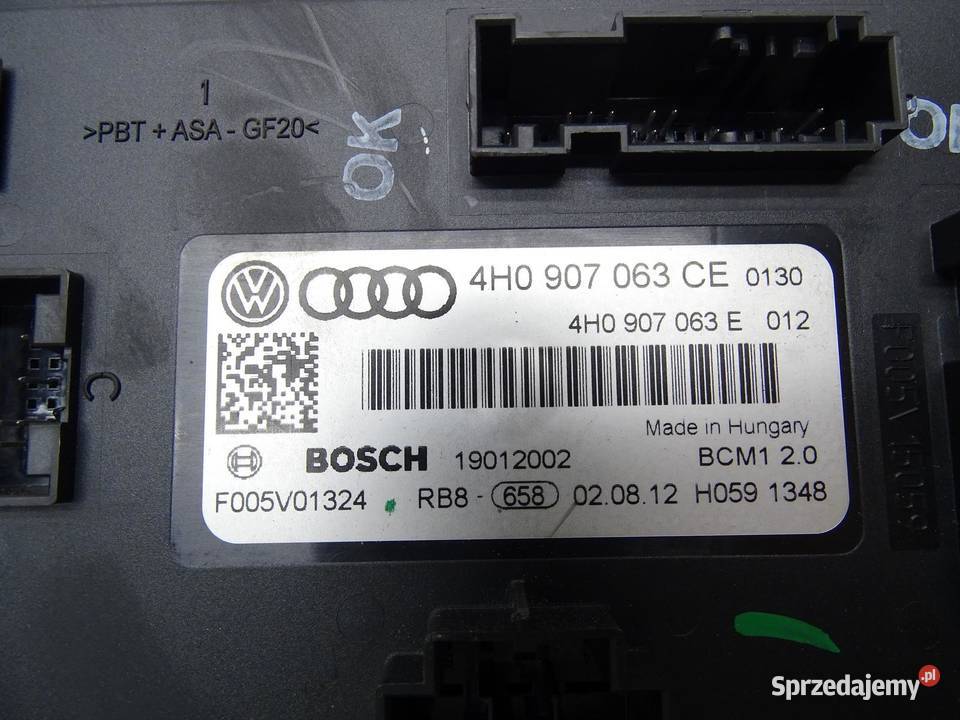 1
>PBT + ASA - GF20<
OK
C
4H0 907 063 CE 0130
4H0 907 063 E 012
Made in Hungary
BOSCH 19012002 BCM1 2.0
F005V01324 RB8 - 658 02.08.12 H059 1348
Sprzedajemy.pl